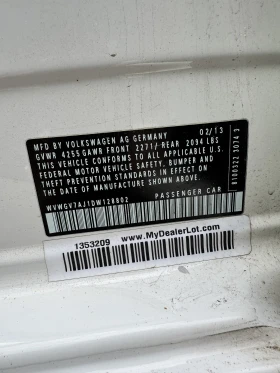 MFD BY VOLKSWAGEN AG GERMANY 02/13
GVWR 4255 GAWR FRONT 2271/ REAR 2094 LBS
THIS VEHICLE CONFORMS TO ALL APPLICABLE U.S.
FEDERAL MOTOR VEHICLE SAFETY, BUMPER AND
THEFT PREVENTION STANDARDS IN EFFECT ON THE
DATE OF MANUFACTURE SHOWN ABOVE.
WVWGV7AJ1DW128802 PASSENGER CAR
1353209
www.MyDealerLot.com